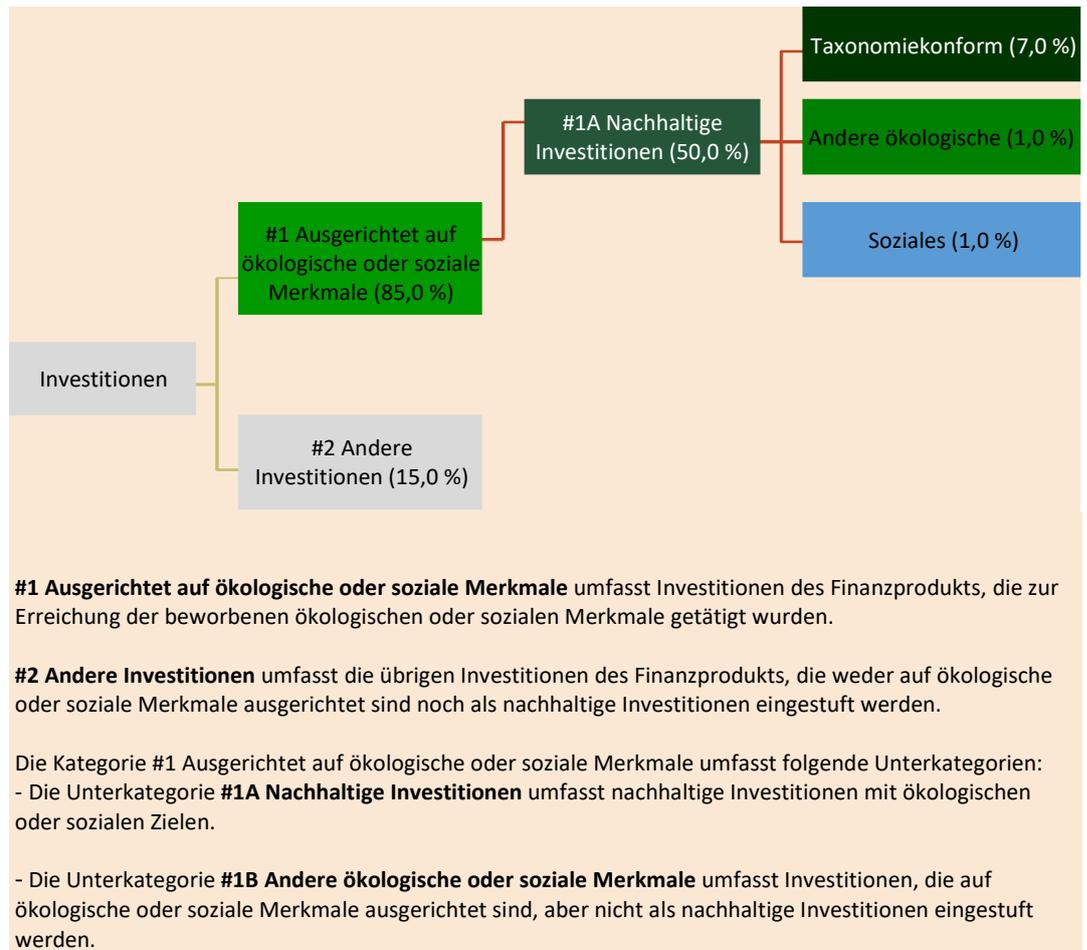 Taxonomiekonform (7,0 %)
#1A Nachhaltige
Investitionen (50,0 %)
Andere ökologische (1,0 %)
#1 Ausgerichtet auf
ökologische oder soziale
Merkmale (85,0 %)
Soziales (1,0 %)
Investitionen
#2 Andere
Investitionen (15,0 %)
#1 Ausgerichtet auf ökologische oder soziale Merkmale umfasst Investitionen des Finanzprodukts, die zur
Erreichung der beworbenen ökologischen oder sozialen Merkmale getätigt wurden.
#2 Andere Investitionen umfasst die übrigen Investitionen des Finanzprodukts, die weder auf ökologische
oder soziale Merkmale ausgerichtet sind noch als nachhaltige Investitionen eingestuft werden.
Die Kategorie #1 Ausgerichtet auf ökologische oder soziale Merkmale umfasst folgende Unterkategorien:
- Die Unterkategorie #1A Nachhaltige Investitionen umfasst nachhaltige Investitionen mit ökologischen
oder sozialen Zielen.
- Die Unterkategorie #1B Andere ökologische oder soziale Merkmale umfasst Investitionen, die auf
ökologische oder soziale Merkmale ausgerichtet sind, aber nicht als nachhaltige Investitionen eingestuft
werden.